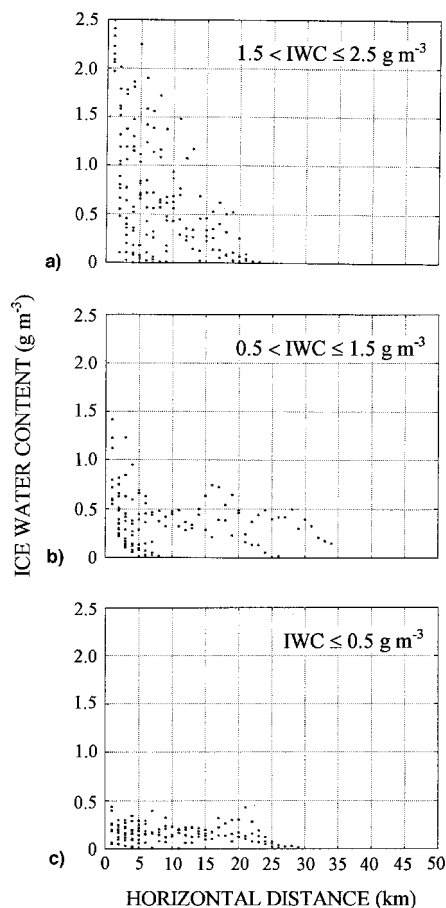 2.5
1.5 < IWC ≤ 2.5 g m⁻³
2.0
1.5
1.0
0.5
a)
0
2.5
0.5 < IWC ≤ 1.5 g m⁻³
2.0
1.5
1.0
0.5
b)
0
ICE WATER CONTENT (g m⁻³)
2.5
IWC ≤ 0.5 g m⁻³
2.0
1.5
1.0
0.5
c)
0
0 5 10 15 20 25 30 35 40 45 50
HORIZONTAL DISTANCE (km)